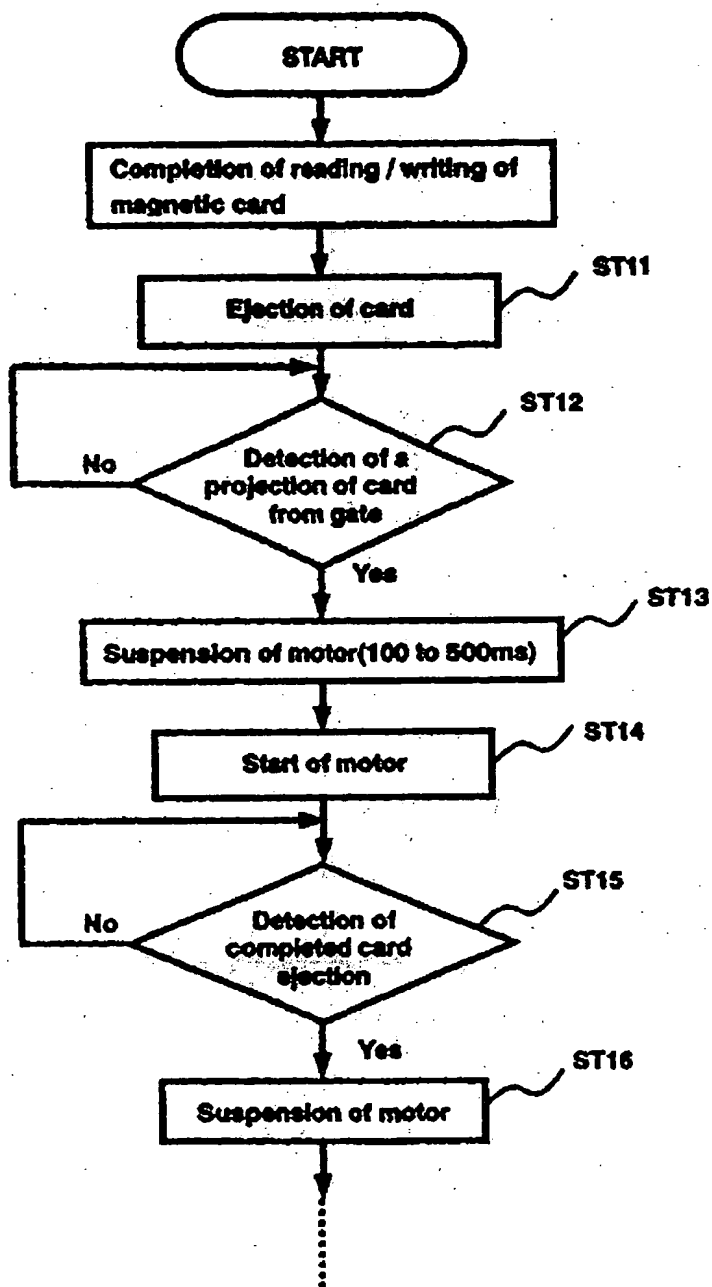 START
Completion of reading / writing of
magnetic card
ST11
Ejection of card
ST12
Detection of a
projection of card
from gate
No
Yes
ST13
Suspension of motor(100 to 500ms)
ST14
Start of motor
ST15
Detection of
completed card
ejection
No
Yes
ST16
Suspension of motor